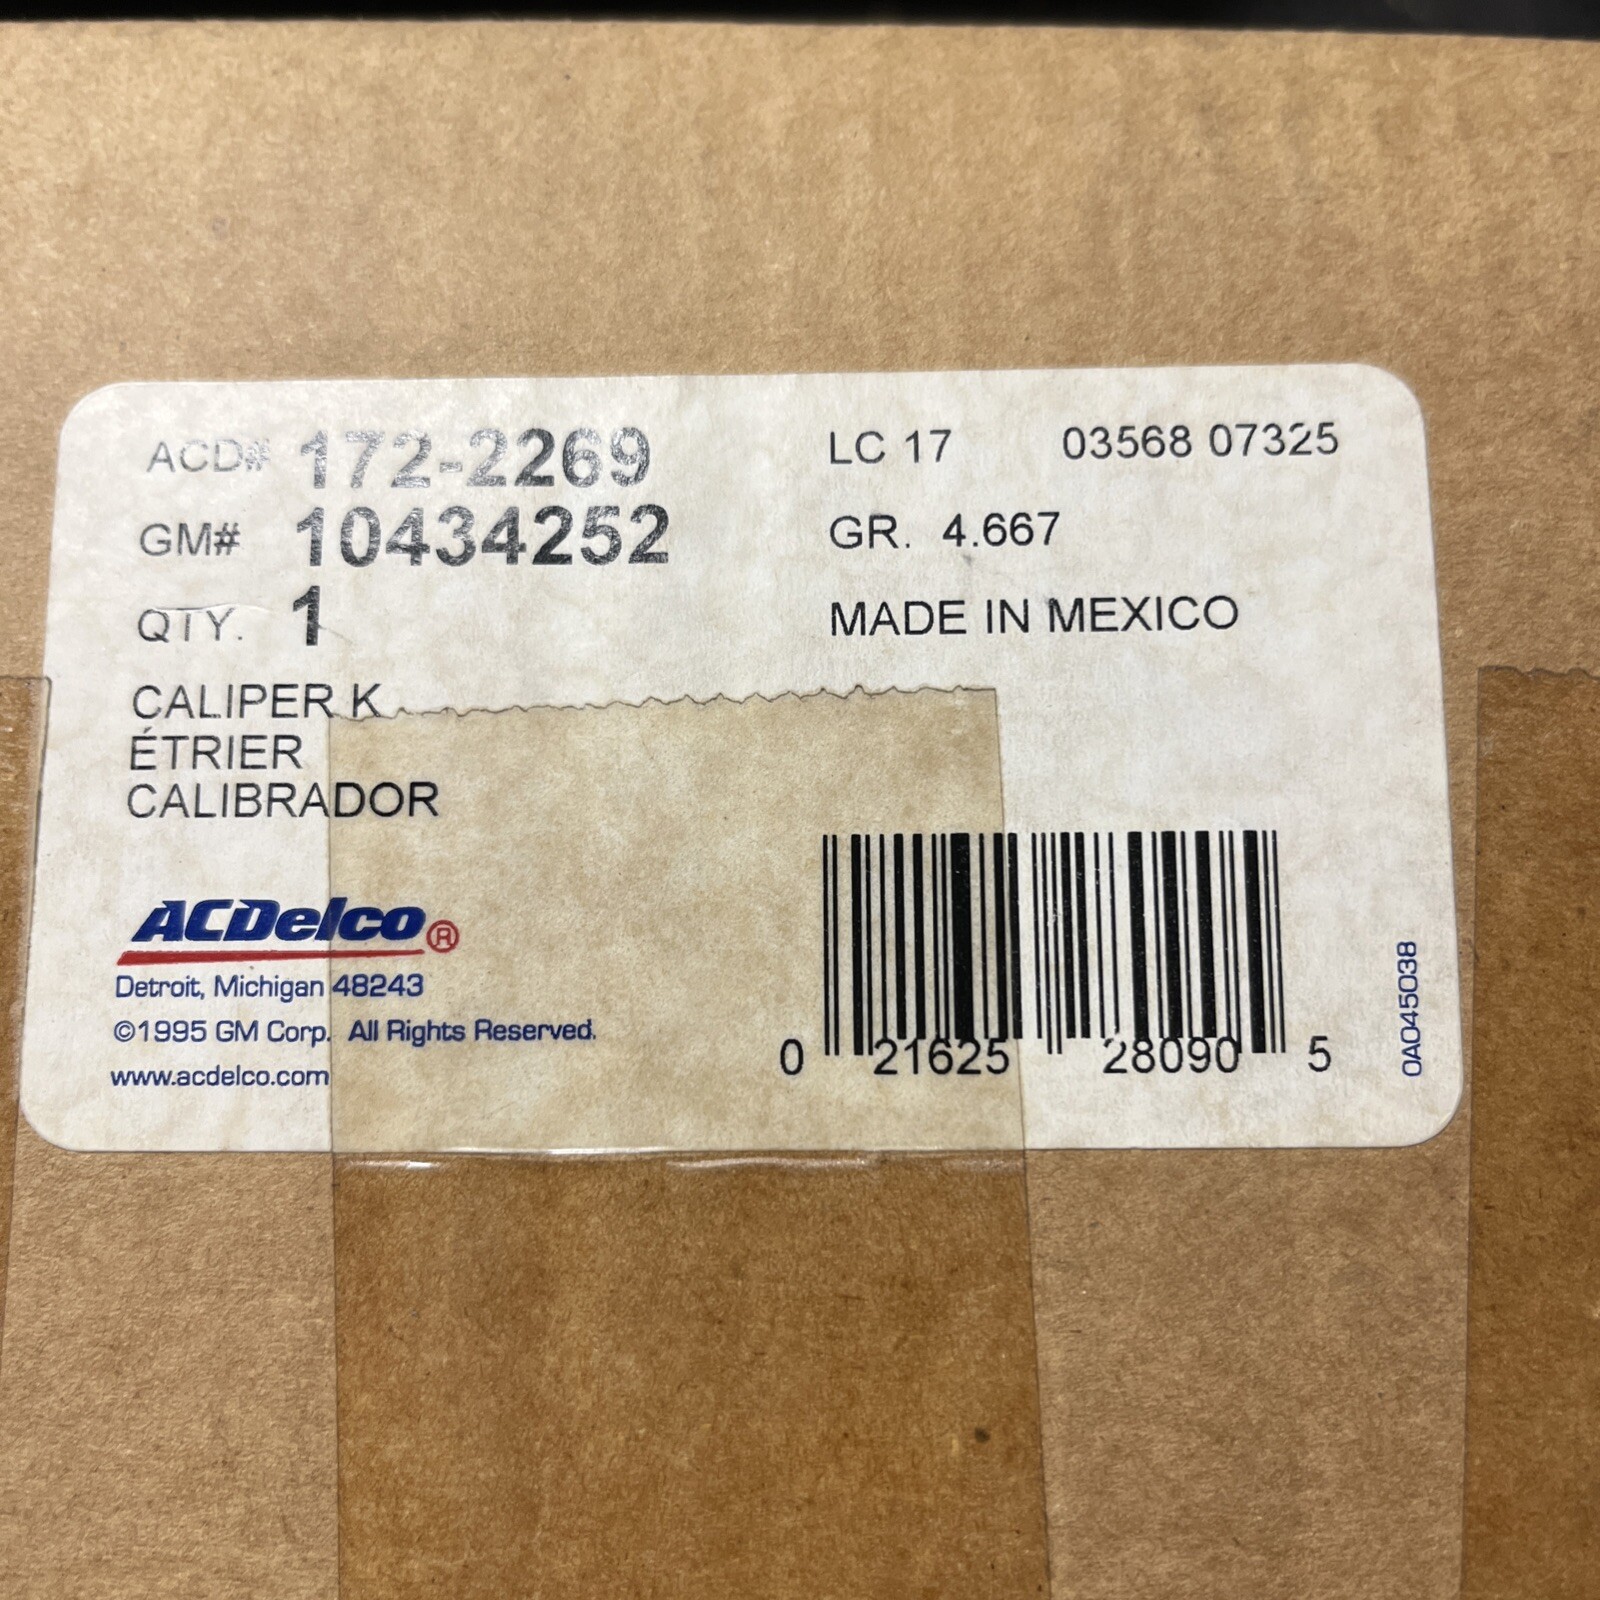 ACD# 172-2269
GM# 10434252
QTY. 1
CALIPER K
ÉTRIER
CALIBRADOR
LC 17 03568 07325
GR. 4.667
MADE IN MEXICO
ACDelco®
Detroit, Michigan 48243
©1995 GM Corp. All Rights Reserved.
www.acdelco.com
0 21625 28090 5
0A045038